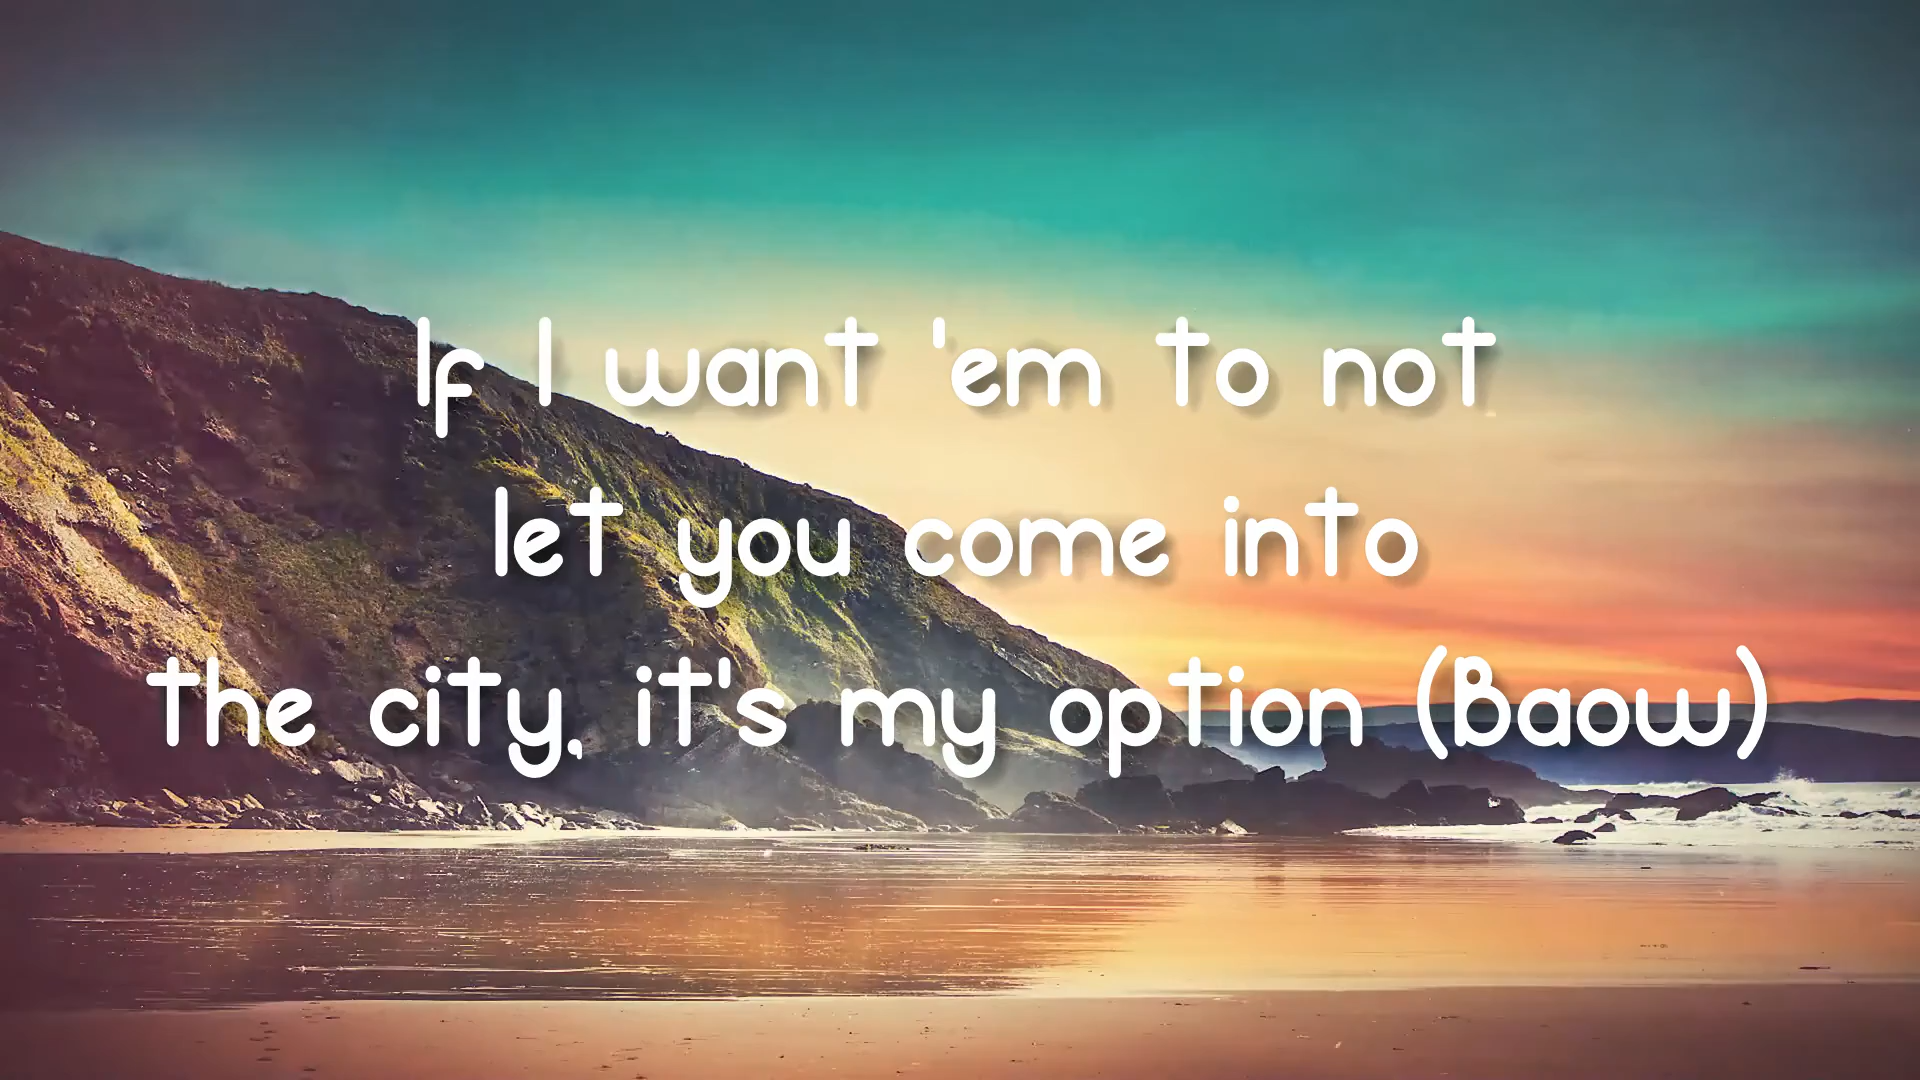 If I want 'em to not
let you come into
the city, it's my option (Baow)